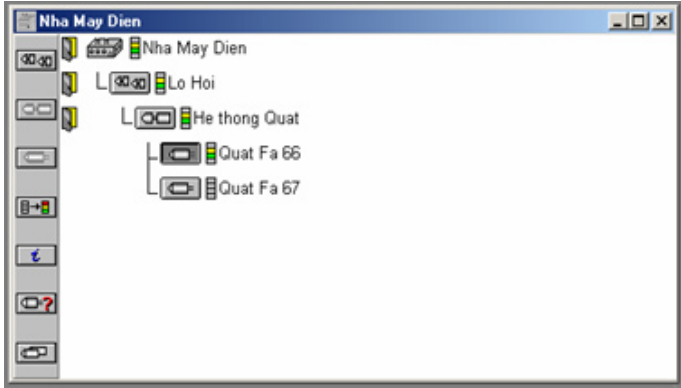 Nha May Dien
Nha May Dien
Lo Hoi
He thong Quat
Quat Fa 66
Quat Fa 67
i
?